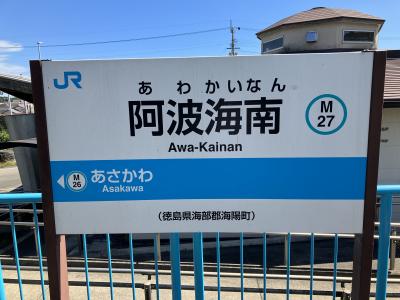 JR
あわかいなん
阿波海南
M
27
Awa-Kainan
M
26
あさかわ
Asakawa
(徳島県海部郡海陽町)